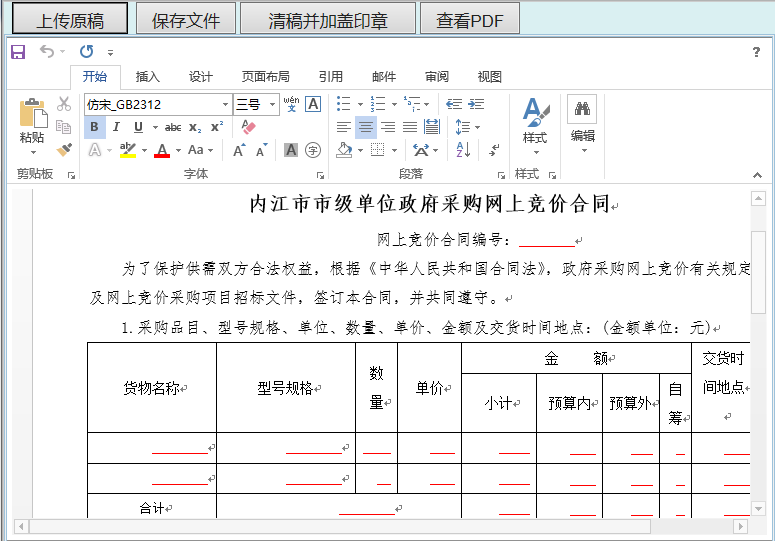 上传原稿 保存文件 清稿并加盖印章 查看PDF
?
开始 插入 设计 页面布局 引用 邮件 审阅 视图
仿宋_GB2312 三号 wén 文 A
B I U abc x₂ x²
A aby A Aa A A A 字
粘贴 样式 编辑
剪贴板 字体 段落 样式
内江市市级单位政府采购网上竞价合同
网上竞价合同编号：
为了保护供需双方合法权益，根据《中华人民共和国合同法》，政府采购网上竞价有关规定
及网上竞价采购项目招标文件，签订本合同，并共同遵守。
1.采购品目、型号规格、单位、数量、单价、金额及交货时间地点：(金额单位：元)
货物名称 型号规格 数量 单价 金 额 交货时间地点
小计 预算内 预算外 自筹
合计